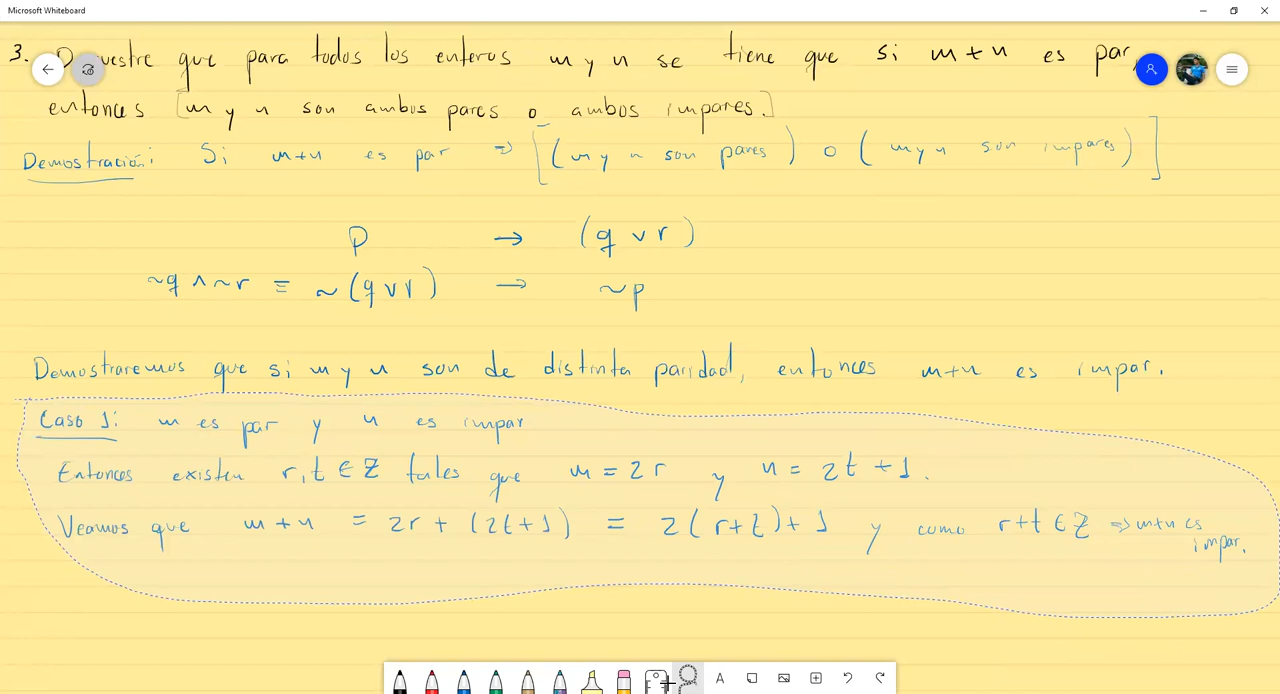 Microsoft Whiteboard
3. D uestre que para todos los enteros m y n se tiene que si m+n es par,
entonces [m y n son ambos pares o ambos impares.]
Demostración: Si m+n es par ⇒ [(m y n son pares) o (m y n son impares)]
p → (q ∨ r)
~q ∧ ~r ≡ ~(q ∨ r) → ~p
Demostraremos que si m y n son de distinta paridad, entonces m+n es impar.
Caso 1: m es par y n es impar
Entonces existen r,t ∈ Z tales que m = 2r y n = 2t + 1.
Veamos que m+n = 2r + (2t+1) = 2(r+t)+1 y como r+t ∈ Z ⇒ m+n es
impar.
A